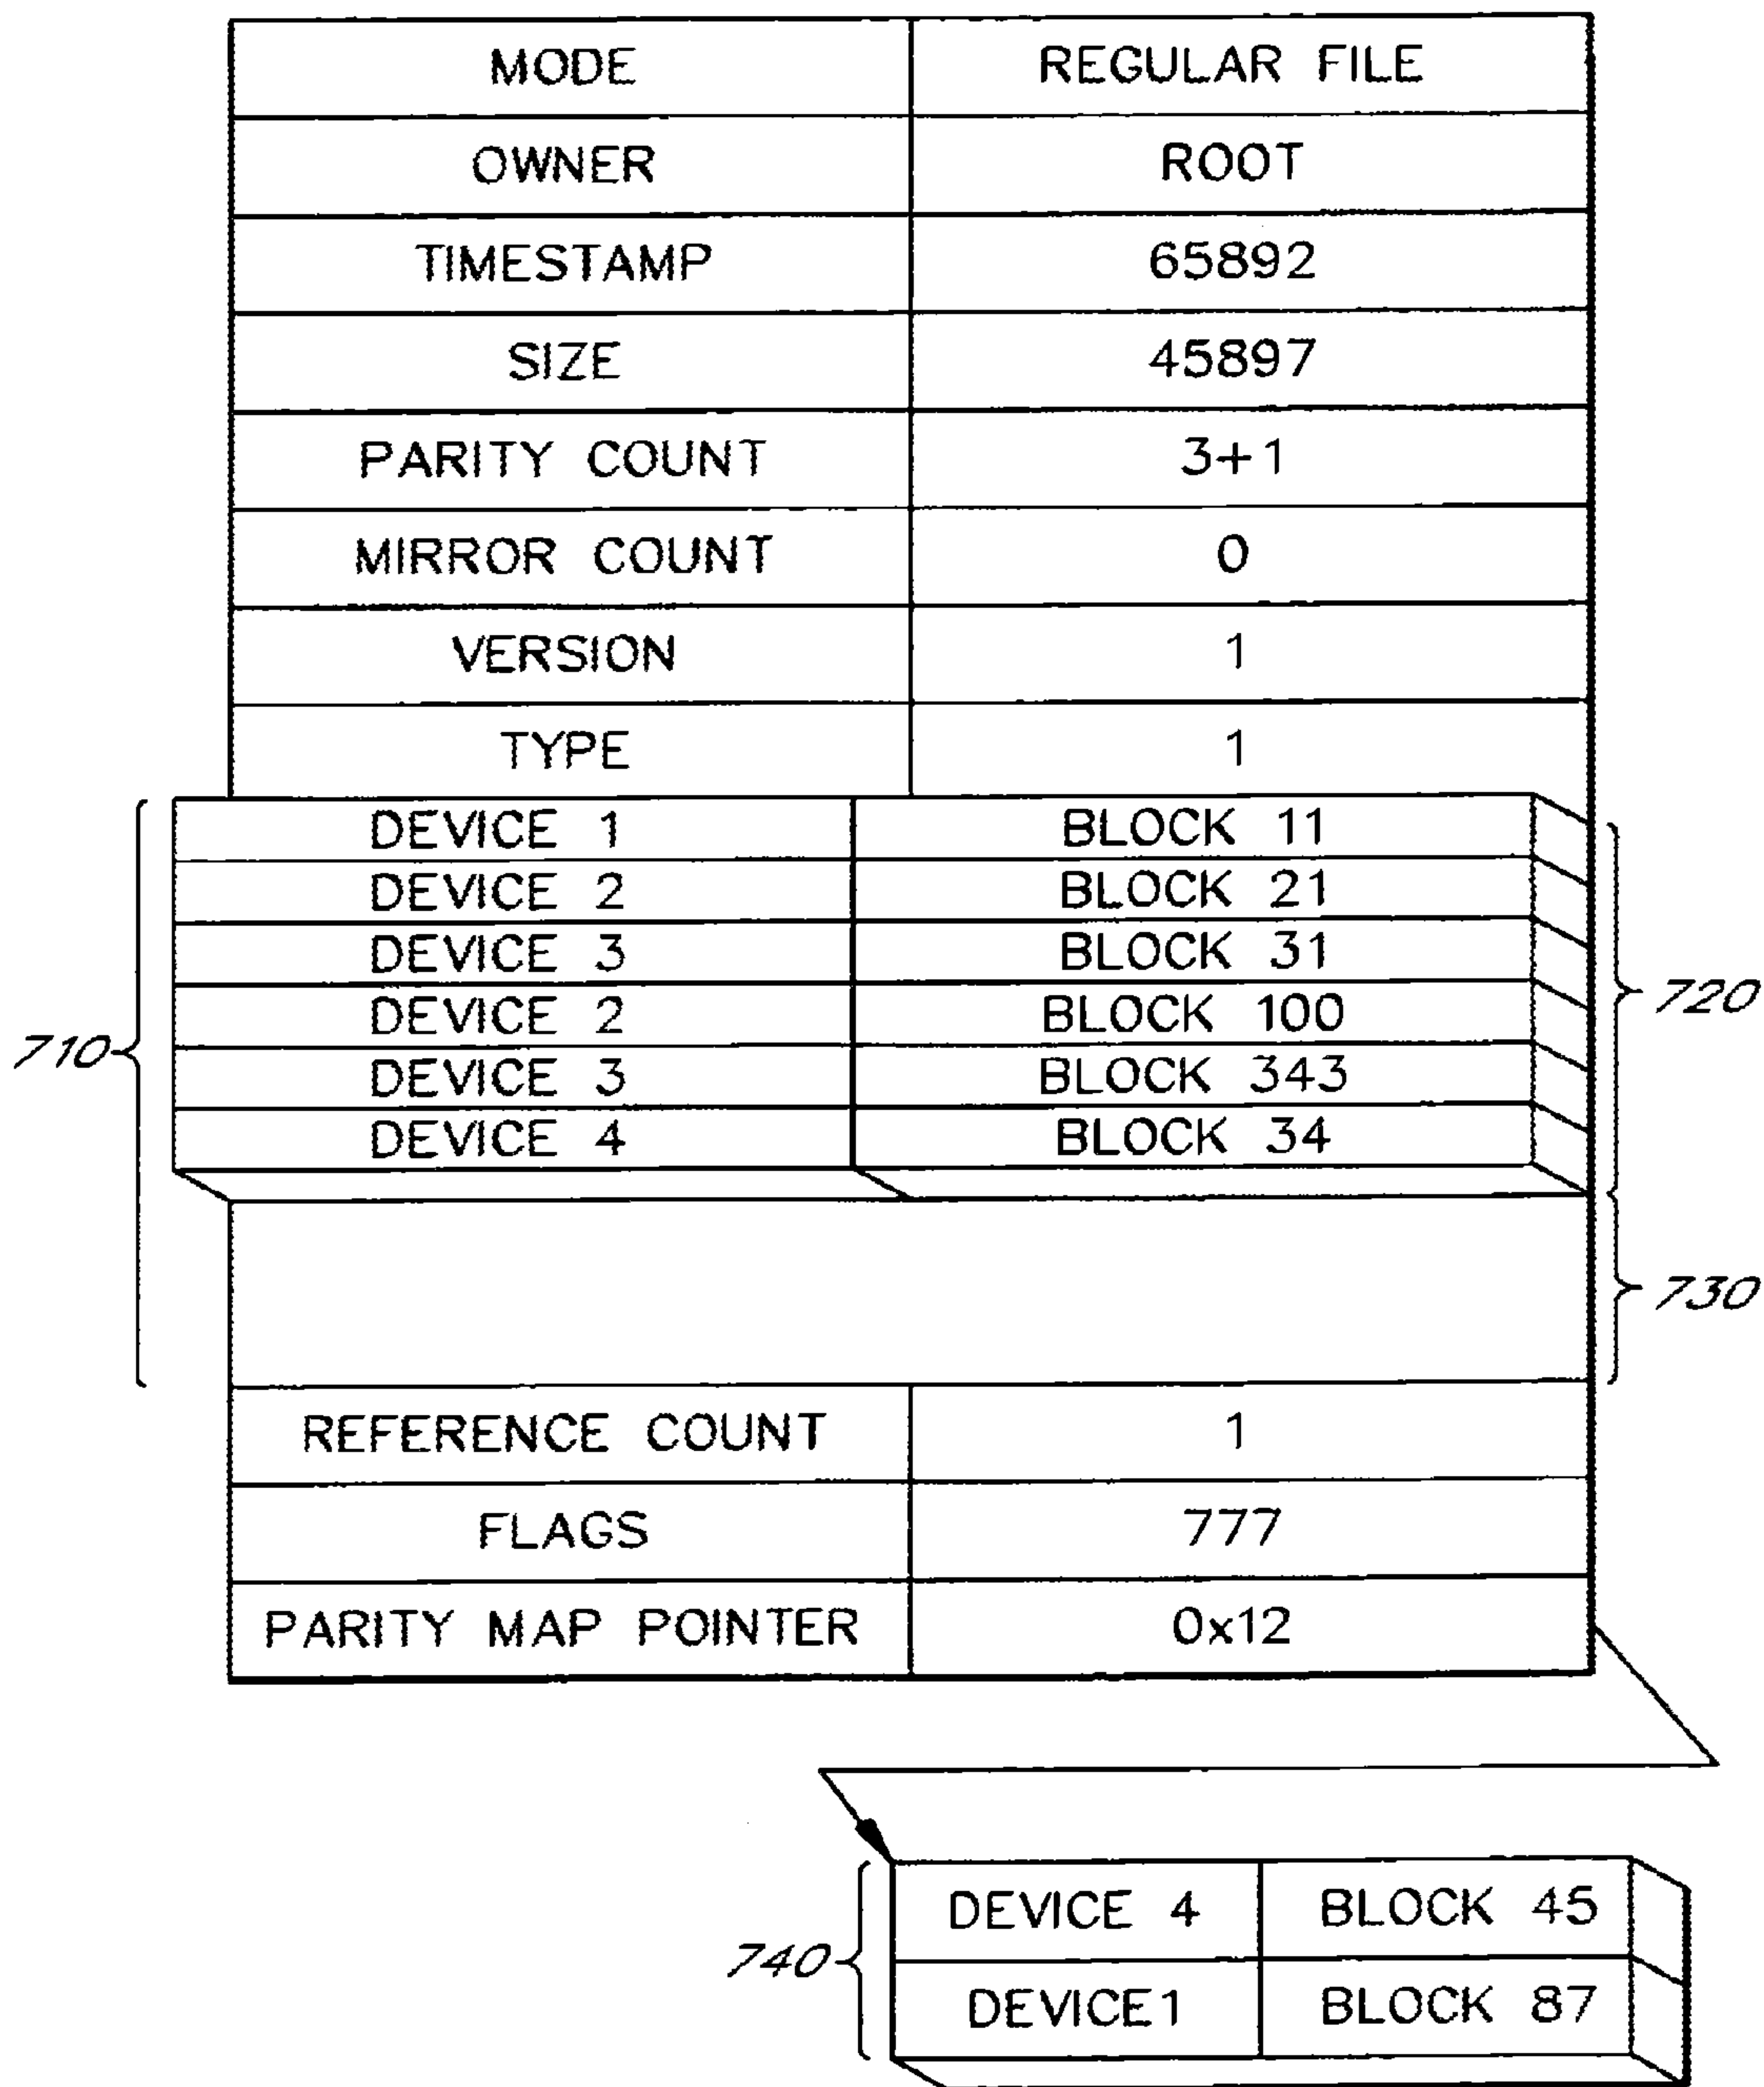 MODE REGULAR FILE
OWNER ROOT
TIMESTAMP 65892
SIZE 45897
PARITY COUNT 3+1
MIRROR COUNT 0
VERSION 1
TYPE 1
DEVICE 1 BLOCK 11
DEVICE 2 BLOCK 21
DEVICE 3 BLOCK 31
DEVICE 2 BLOCK 100
DEVICE 3 BLOCK 343
DEVICE 4 BLOCK 34
710
720
730
REFERENCE COUNT 1
FLAGS 777
PARITY MAP POINTER 0x12
DEVICE 4 BLOCK 45
DEVICE1 BLOCK 87
740